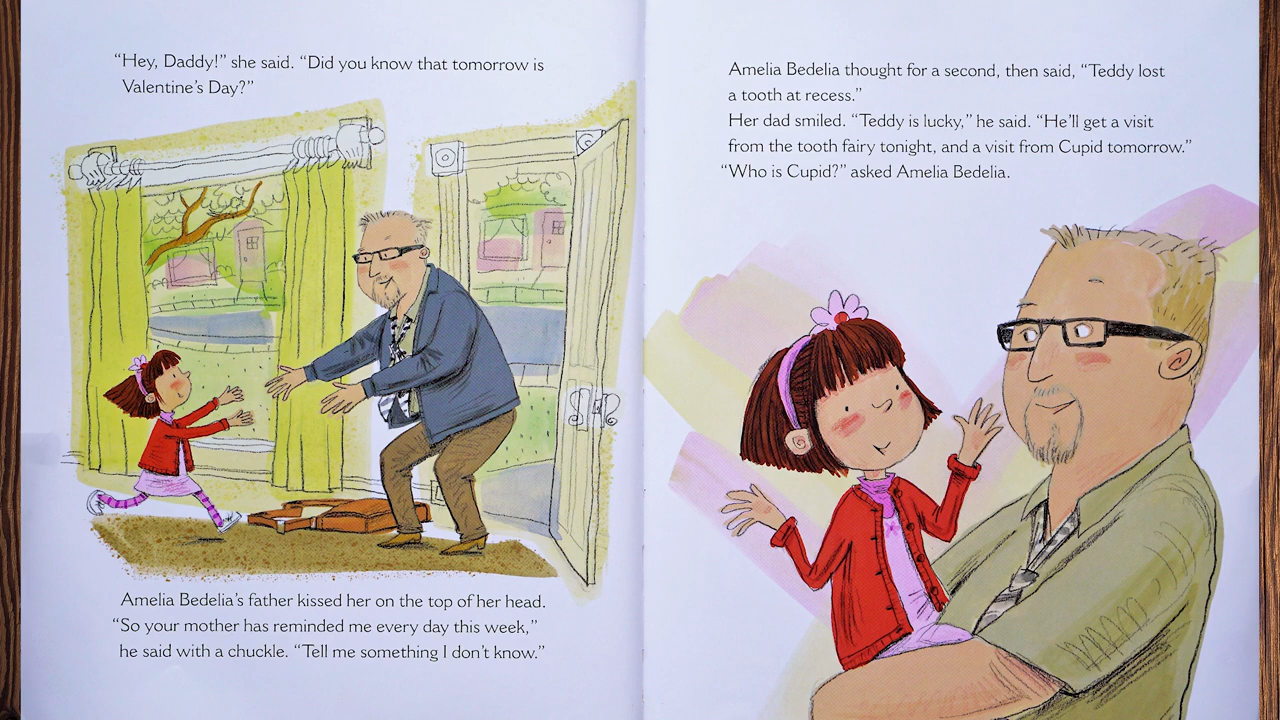 “Hey, Daddy!” she said. “Did you know that tomorrow is
Valentine’s Day?”
Amelia Bedelia’s father kissed her on the top of her head.
“So your mother has reminded me every day this week,”
he said with a chuckle. “Tell me something I don’t know.”
Amelia Bedelia thought for a second, then said, “Teddy lost
a tooth at recess.”
Her dad smiled. “Teddy is lucky,” he said. “He’ll get a visit
from the tooth fairy tonight, and a visit from Cupid tomorrow.”
“Who is Cupid?” asked Amelia Bedelia.